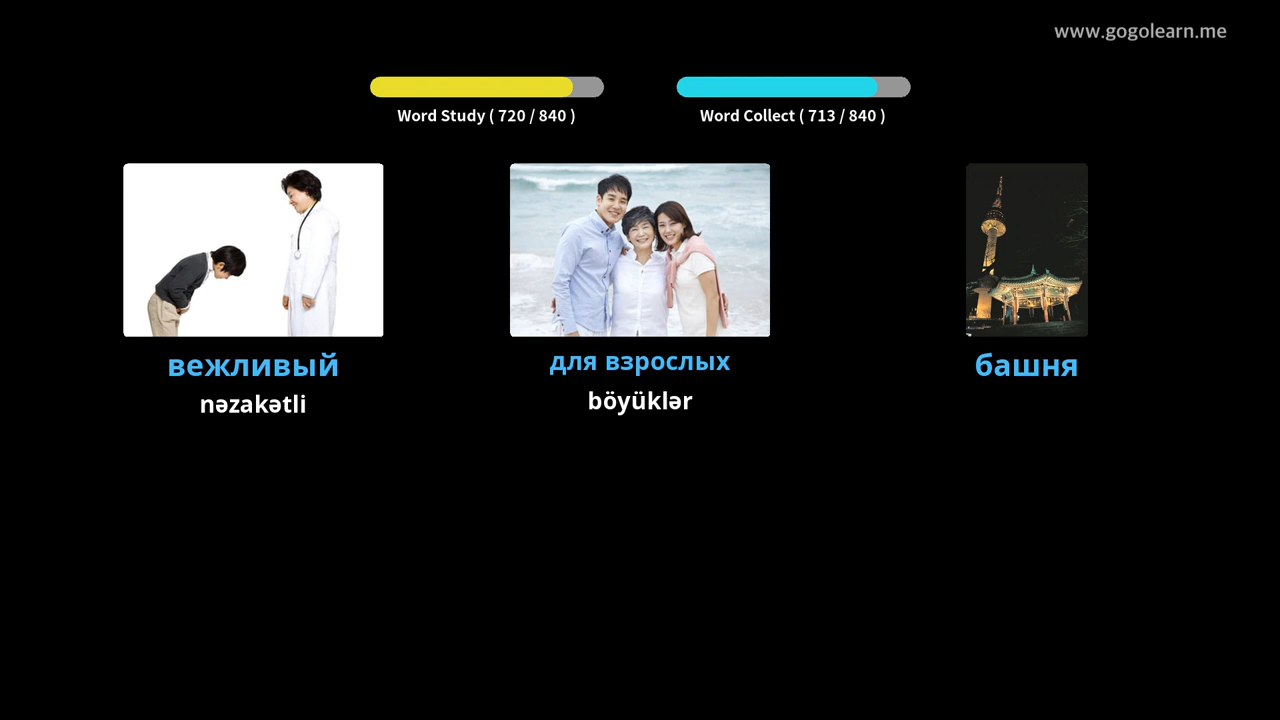 www.gogolearn.me
Word Study ( 720 / 840 )
Word Collect ( 713 / 840 )
вежливый
nəzakətli
для взрослых
böyüklər
башня